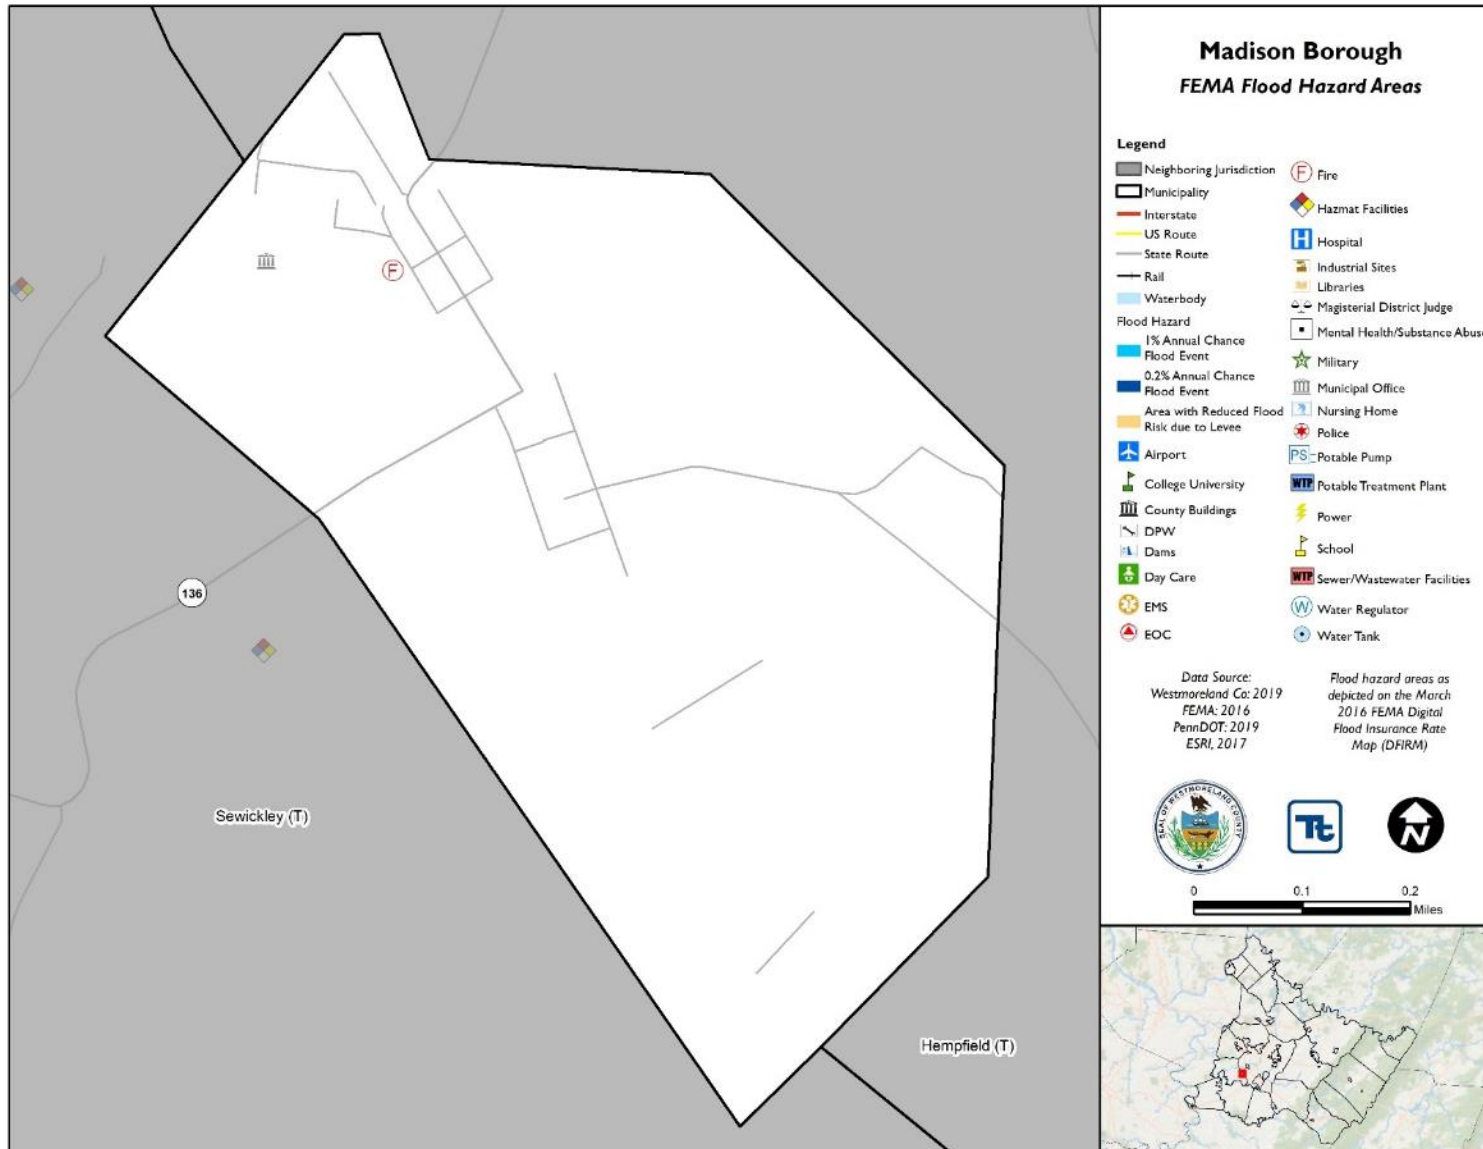 Madison Borough
FEMA Flood Hazard Areas
Legend
Neighboring Jurisdiction
Municipality
Interstate
US Route
State Route
Rail
Waterbody
Flood Hazard
1% Annual Chance
Flood Event
0.2% Annual Chance
Flood Event
Area with Reduced Flood
Risk due to Levee
Airport
College University
County Buildings
DPW
Dams
Day Care
EMS
EOC
F Fire
Hazmat Facilities
H Hospital
Industrial Sites
Libraries
Magisterial District Judge
Mental Health/Substance Abuse
Military
Municipal Office
Nursing Home
Police
PS Potable Pump
WTP Potable Treatment Plant
Power
School
WTP Sewer/Wastewater Facilities
W Water Regulator
Water Tank
Data Source:
Westmoreland Co: 2019
FEMA: 2016
PennDOT: 2019
ESRI, 2017
Flood hazard areas as
depicted on the March
2016 FEMA Digital
Flood Insurance Rate
Map (DFIRM)
SEAL OF WESTMORELAND COUNTY
Tt
N
0 0.1 0.2
Miles
F
136
Sewickley (T)
Hempfield (T)